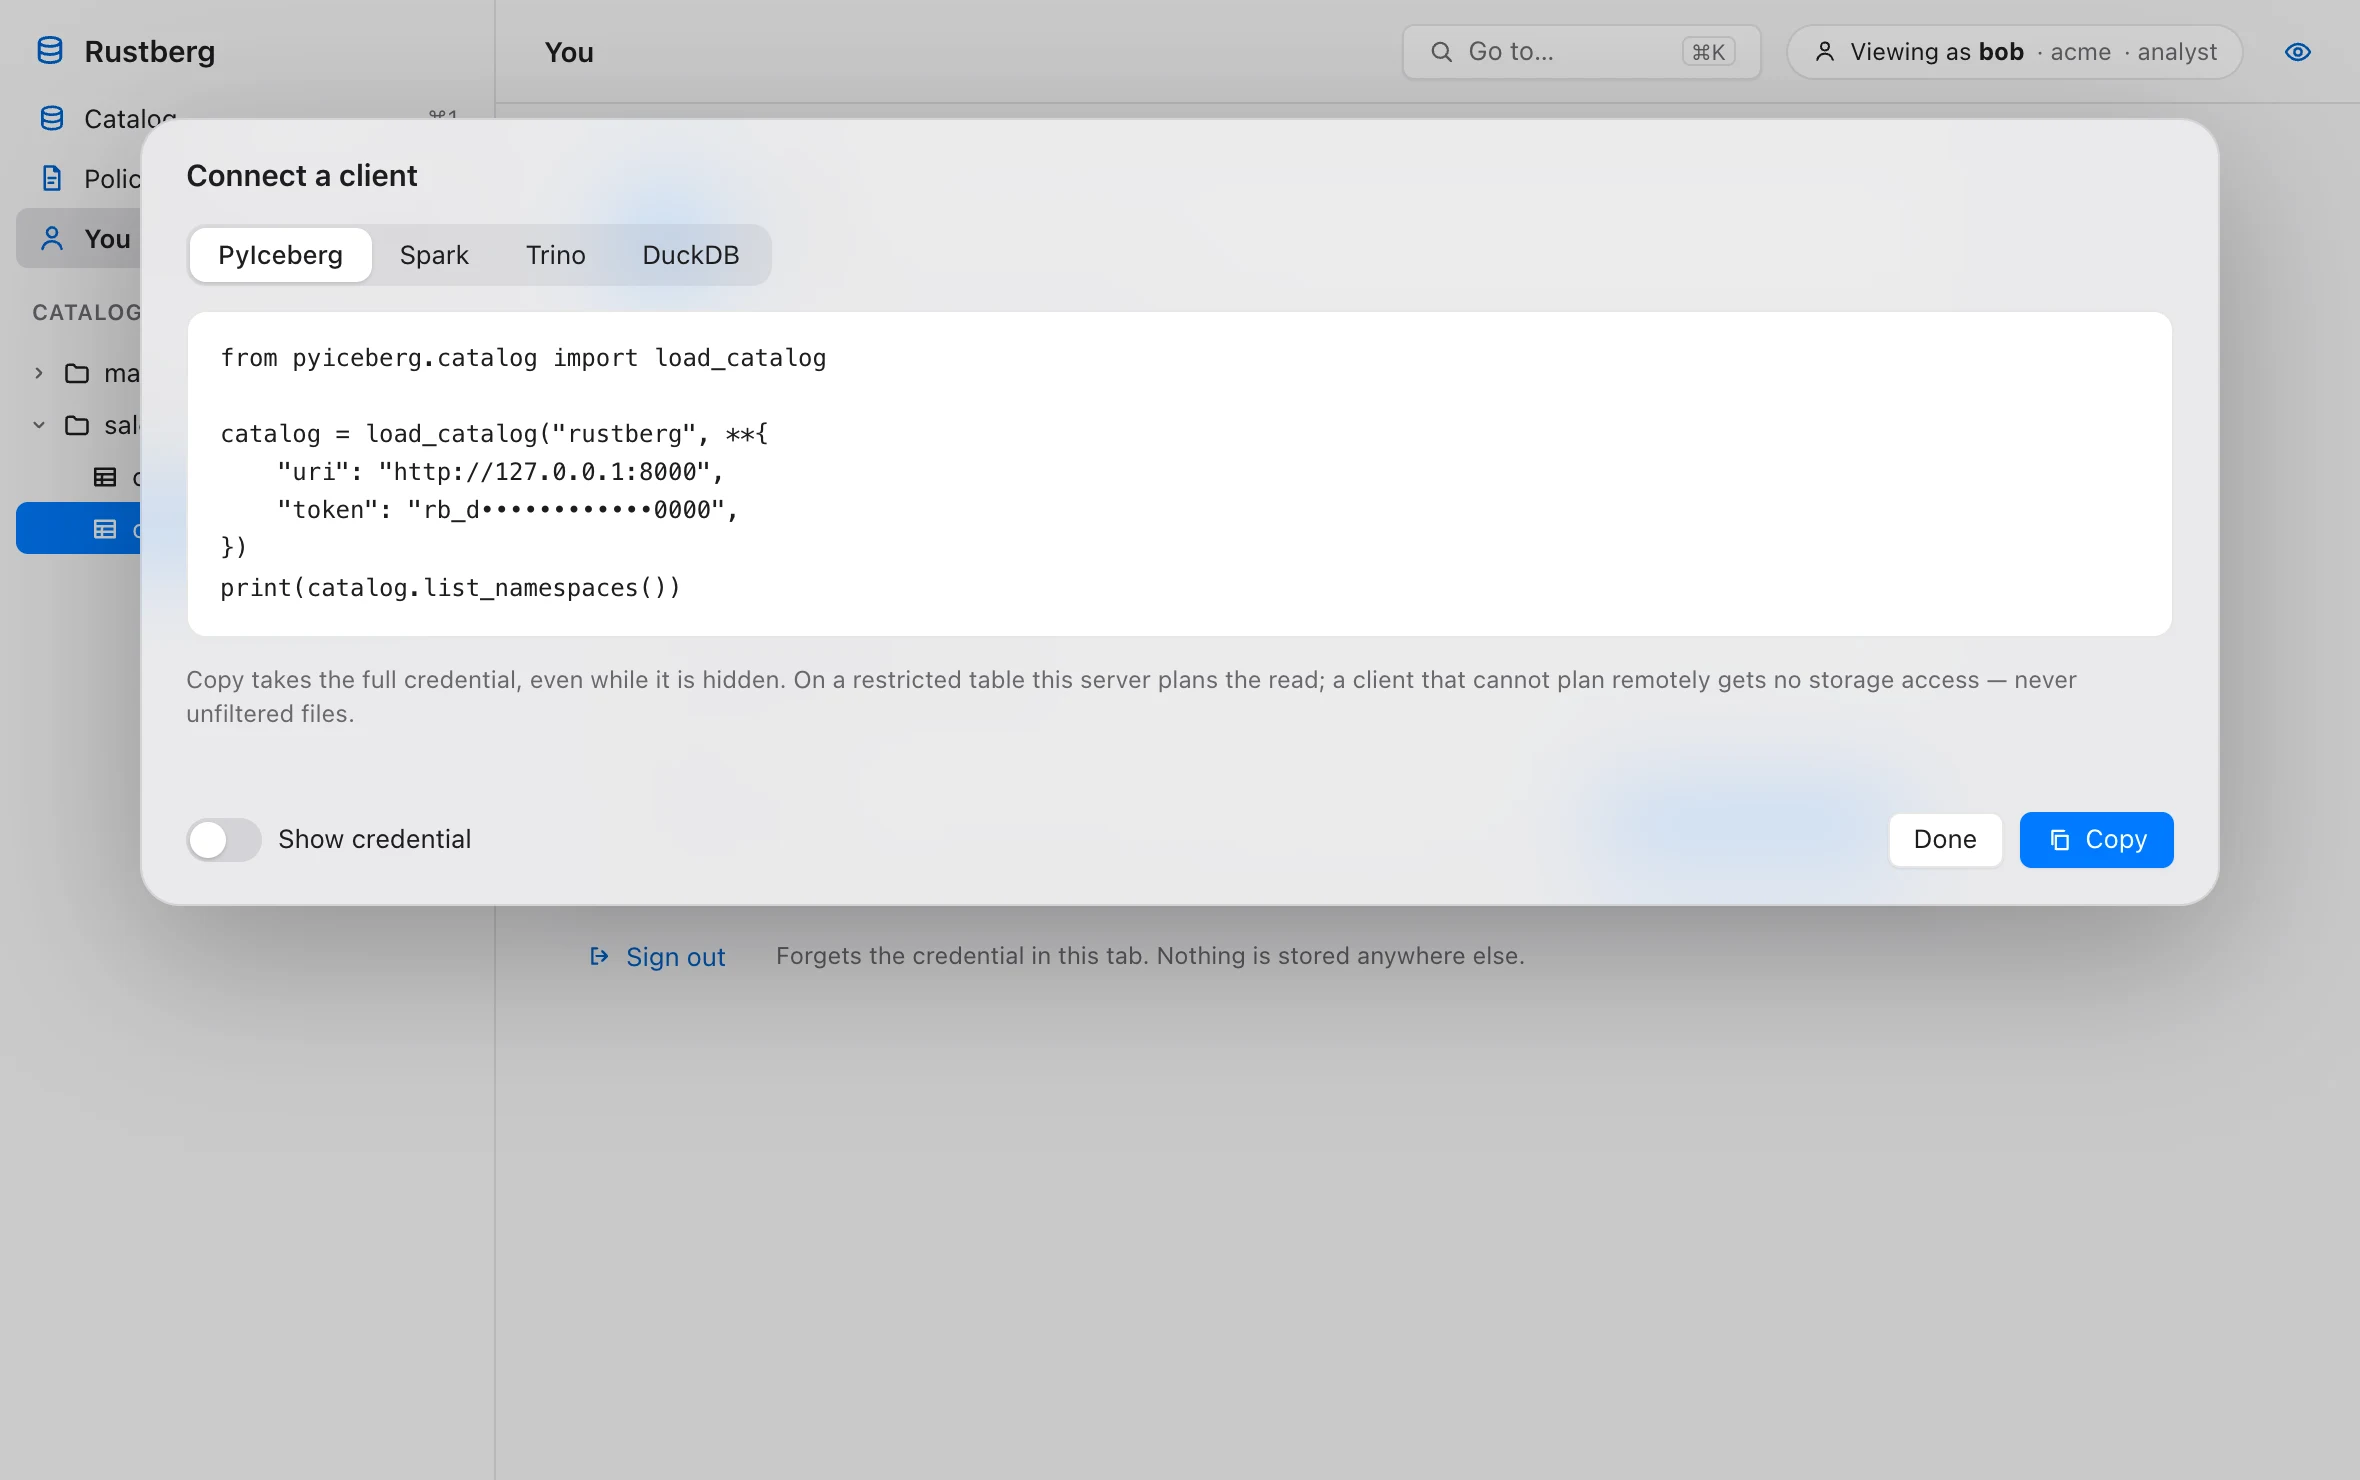 Rustberg
You
Go to...
⌘K
Viewing as bob · acme · analyst
Catalog
⌘1
You
Connect a client
PyIceberg
Spark
Trino
DuckDB
from pyiceberg.catalog import load_catalog
catalog = load_catalog("rustberg", **{
"uri": "http://127.0.0.1:8000",
"token": "rb_d••••••••••••0000",
})
print(catalog.list_namespaces())
Copy takes the full credential, even while it is hidden. On a restricted table this server plans the read; a client that cannot plan remotely gets no storage access — never
unfiltered files.
Show credential
Done
Copy
Sign out
Forgets the credential in this tab. Nothing is stored anywhere else.